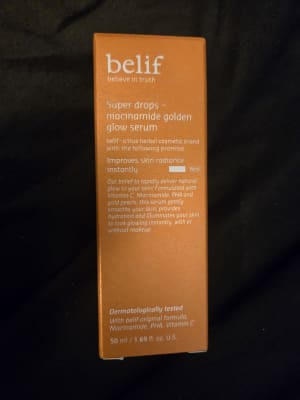 belif
believe in truth
Super drops -
niacinamide golden
glow serum
belif - a true herbal cosmetic brand
with the following promise
Improves skin radiance
instantly
Our belief to rapidly deliver natural
glow to your skin! Formulated with
Vitamin C, Niacinamide, PHA and
gold pearls, this serum gently
smooths your skin, provides
hydration and illuminates your skin
to look glowing instantly, with or
without makeup
Dermatologically tested
With belif original formula,
Niacinamide, PHA, Vitamin C
50 ml / 1.69 fl. oz. U.S.